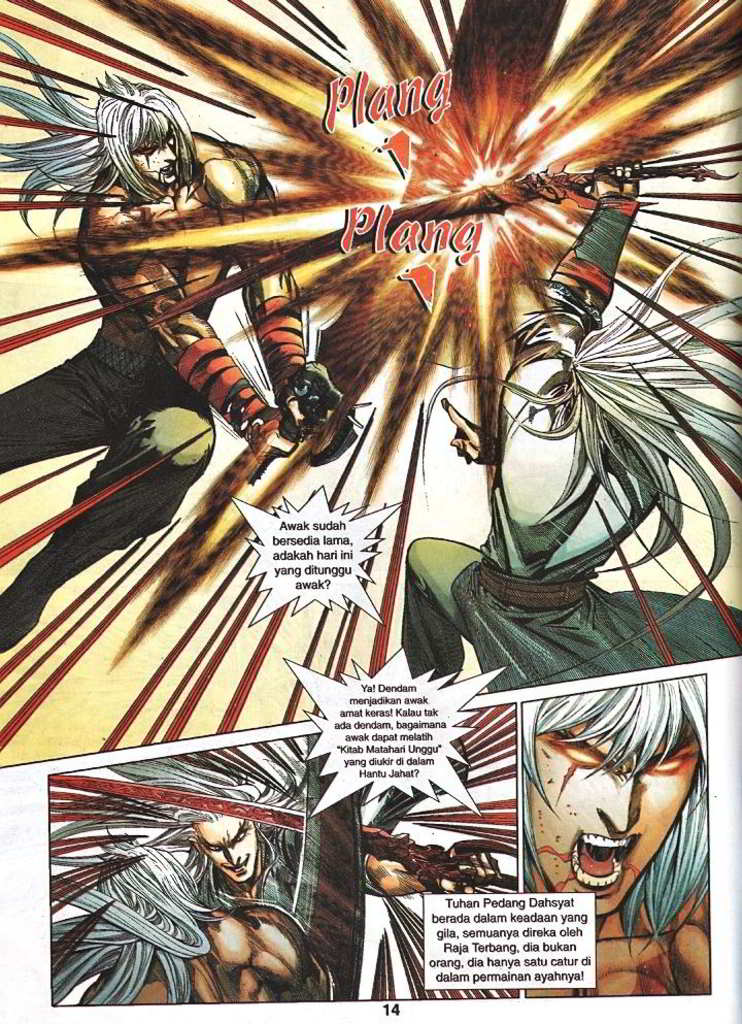 Plang
!
Plang
!
Awak sudah
bersedia lama,
adakah hari ini
yang ditunggu
awak?
Ya! Dendam
menjadikan awak
amat keras! Kalau tak
ada dendam, bagaimana
awak dapat melatih
"Kitab Matahari Unggu"
yang diukir di dalam
Hantu Jahat?
Tuhan Pedang Dahsyat
berada dalam keadaan yang
gila, semuanya direka oleh
Raja Terbang, dia bukan
orang, dia hanya satu catur di
dalam permainan ayahnya!
14